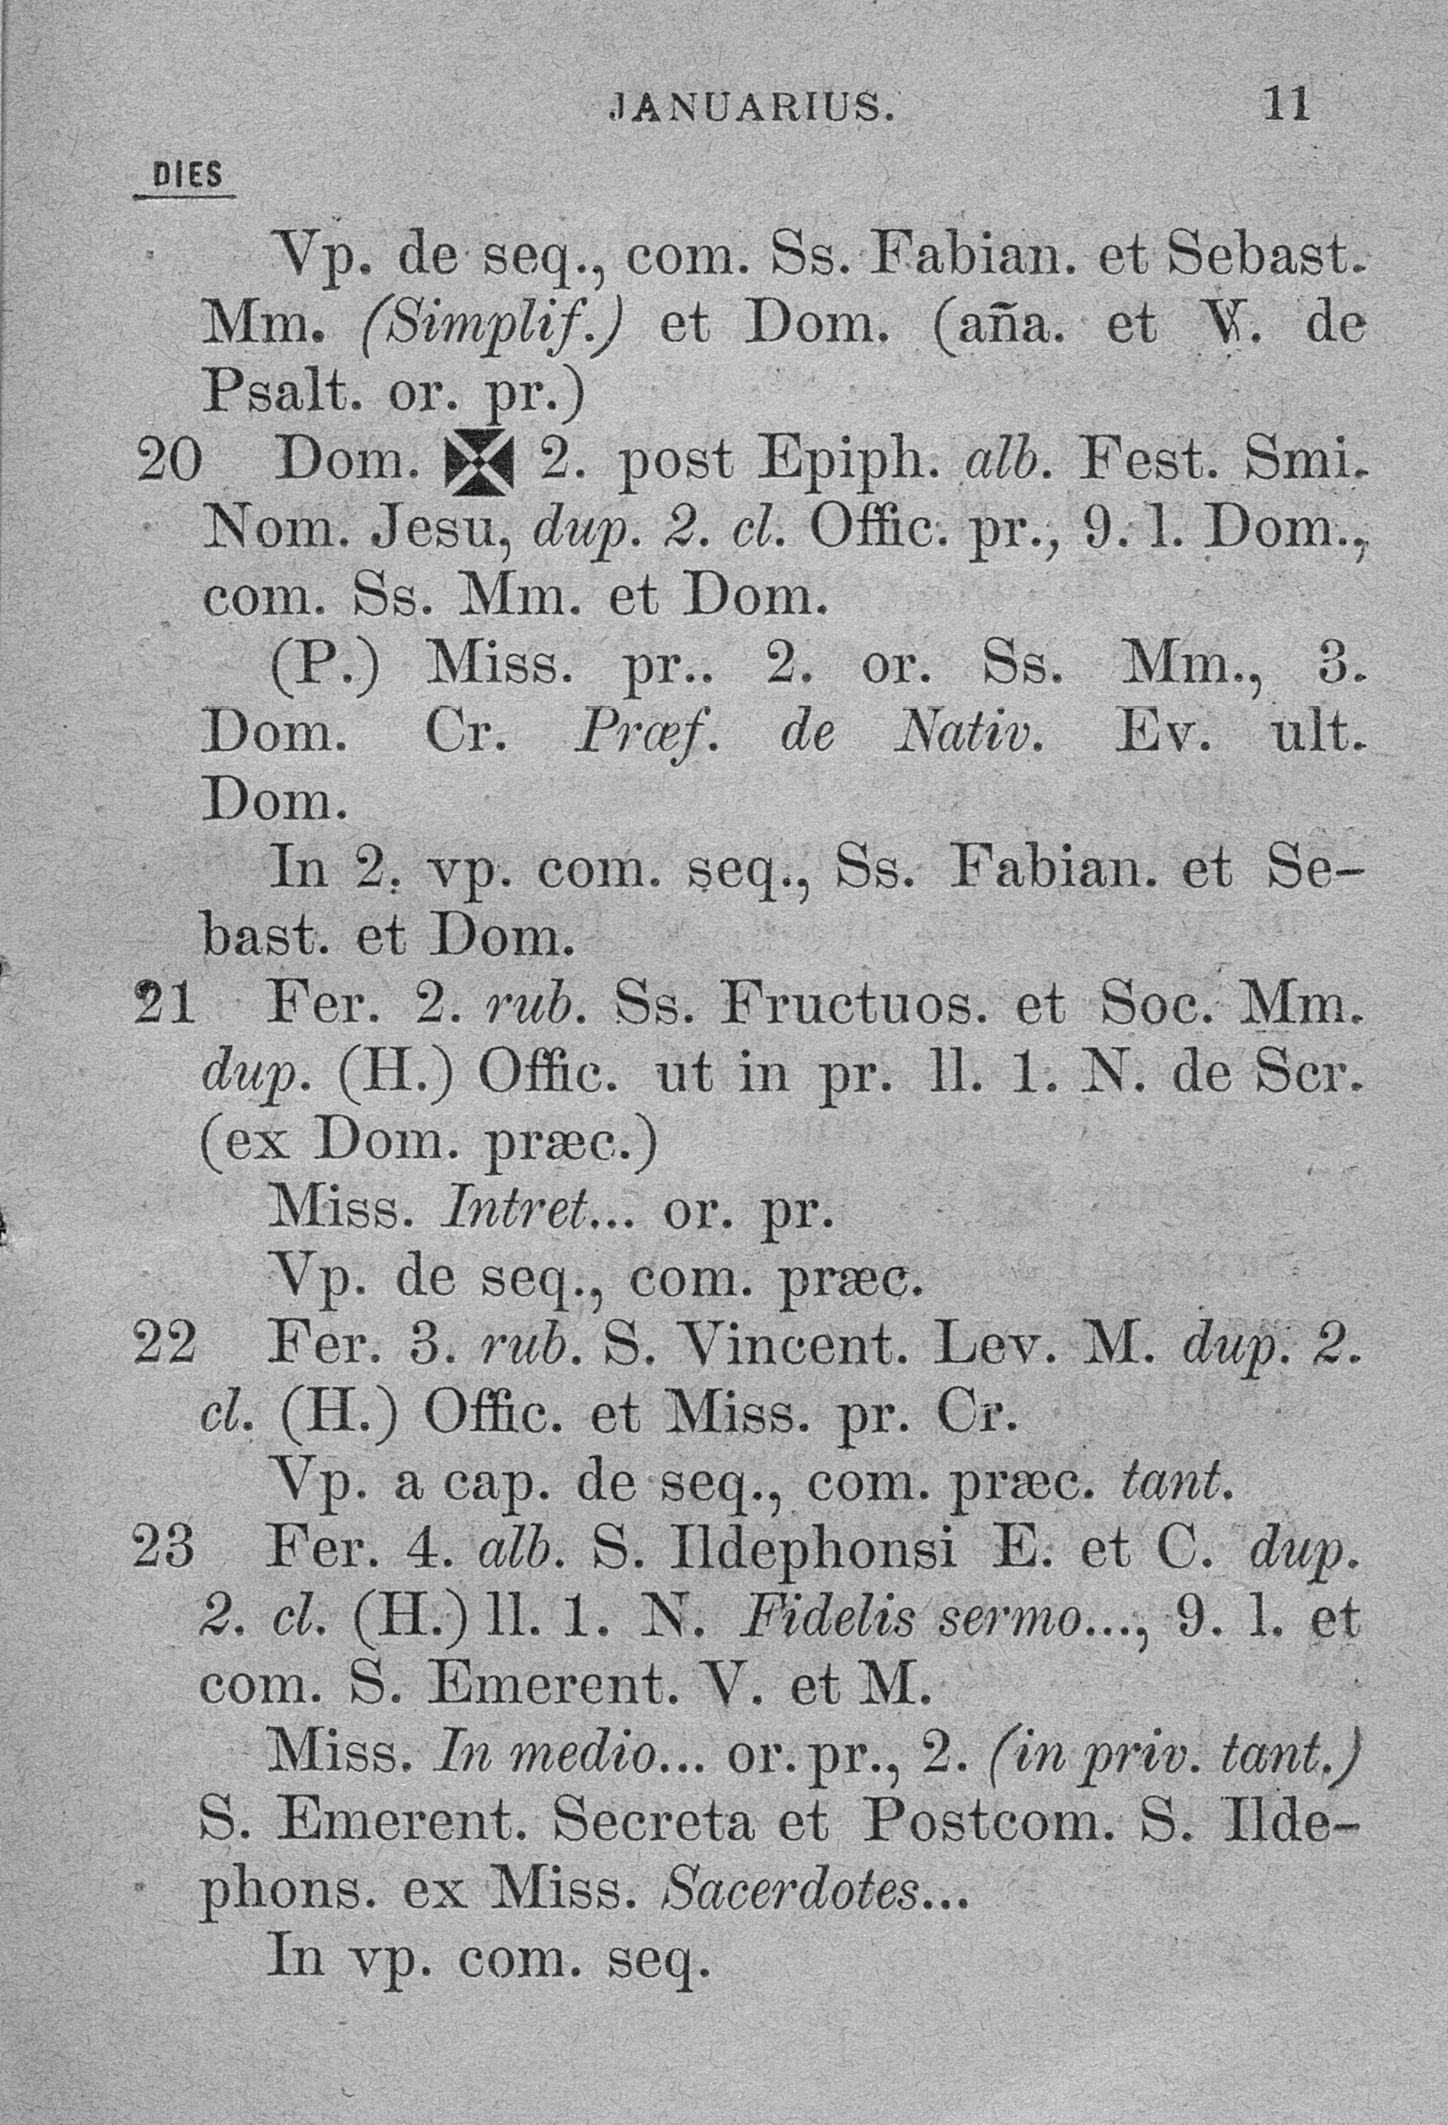 JANUARIUS. 11
DIES
Vp. de seq., com. Ss. Fabian. et Sebast.
Mm. (Simplif.) et Dom. (aña. et ℣. de
Psalt. or. pr.)
20 Dom. ✠ 2. post Epiph. alb. Fest. Smi.
Nom. Jesu, dup. 2. cl. Offic. pr., 9. l. Dom.,
com. Ss. Mm. et Dom.
(P.) Miss. pr.. 2. or. Ss. Mm., 3.
Dom. Cr. Præf. de Nativ. Ev. ult.
Dom.
In 2. vp. com. seq., Ss. Fabian. et Se-
bast. et Dom.
21 Fer. 2. rub. Ss. Fructuos. et Soc. Mm.
dup. (H.) Offic. ut in pr. ll. 1. N. de Scr.
(ex Dom. præc.)
Miss. Intret... or. pr.
Vp. de seq., com. præc.
22 Fer. 3. rub. S. Vincent. Lev. M. dup. 2.
cl. (H.) Offic. et Miss. pr. Cr.
Vp. a cap. de seq., com. præc. tant.
23 Fer. 4. alb. S. Ildephonsi E. et C. dup.
2. cl. (H.) ll. 1. N. Fidelis sermo..., 9. l. et
com. S. Emerent. V. et M.
Miss. In medio... or. pr., 2. (in priv. tant.)
S. Emerent. Secreta et Postcom. S. Ilde-
phons. ex Miss. Sacerdotes...
In vp. com. seq.